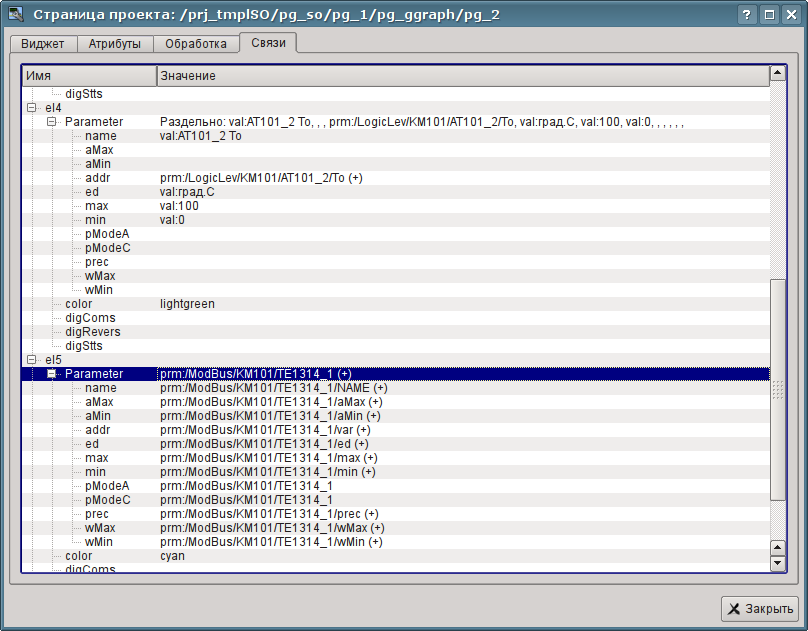 Страница проекта: /prj_tmplSO/pg_so/pg_1/pg_ggraph/pg_2
Виджет Атрибуты Обработка Связи
Имя Значение
digStts
el4
Parameter Раздельно: val:AT101_2 To, , , prm:/LogicLev/KM101/AT101_2/To, val:град.С, val:100, val:0, , , , , ,
name val:AT101_2 To
aMax
aMin
addr prm:/LogicLev/KM101/AT101_2/To (+)
ed val:град.С
max val:100
min val:0
pModeA
pModeC
prec
wMax
wMin
color lightgreen
digComs
digRevers
digStts
el5
Parameter prm:/ModBus/KM101/TE1314_1 (+)
name prm:/ModBus/KM101/TE1314_1/NAME (+)
aMax prm:/ModBus/KM101/TE1314_1/aMax (+)
aMin prm:/ModBus/KM101/TE1314_1/aMin (+)
addr prm:/ModBus/KM101/TE1314_1/var (+)
ed prm:/ModBus/KM101/TE1314_1/ed (+)
max prm:/ModBus/KM101/TE1314_1/max (+)
min prm:/ModBus/KM101/TE1314_1/min (+)
pModeA prm:/ModBus/KM101/TE1314_1
pModeC prm:/ModBus/KM101/TE1314_1
prec prm:/ModBus/KM101/TE1314_1/prec (+)
wMax prm:/ModBus/KM101/TE1314_1/wMax (+)
wMin prm:/ModBus/KM101/TE1314_1/wMin (+)
color cyan
digComs
Закрыть